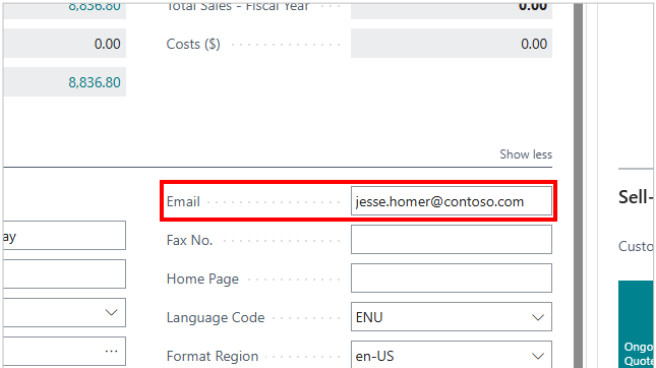 8,836.80 Total Sales - Fiscal Year 0.00
0.00 Costs ($) 0.00
8,836.80
Show less
Email jesse.homer@contoso.com
Sell-
ay Fax No.
Custo
Home Page
Language Code ENU
Ongo
Format Region en-US
Quote